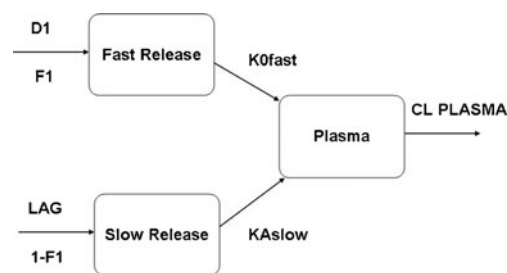 D1
F1
Fast Release
K0fast
Plasma
CL PLASMA
LAG
1-F1
Slow Release
KAslow